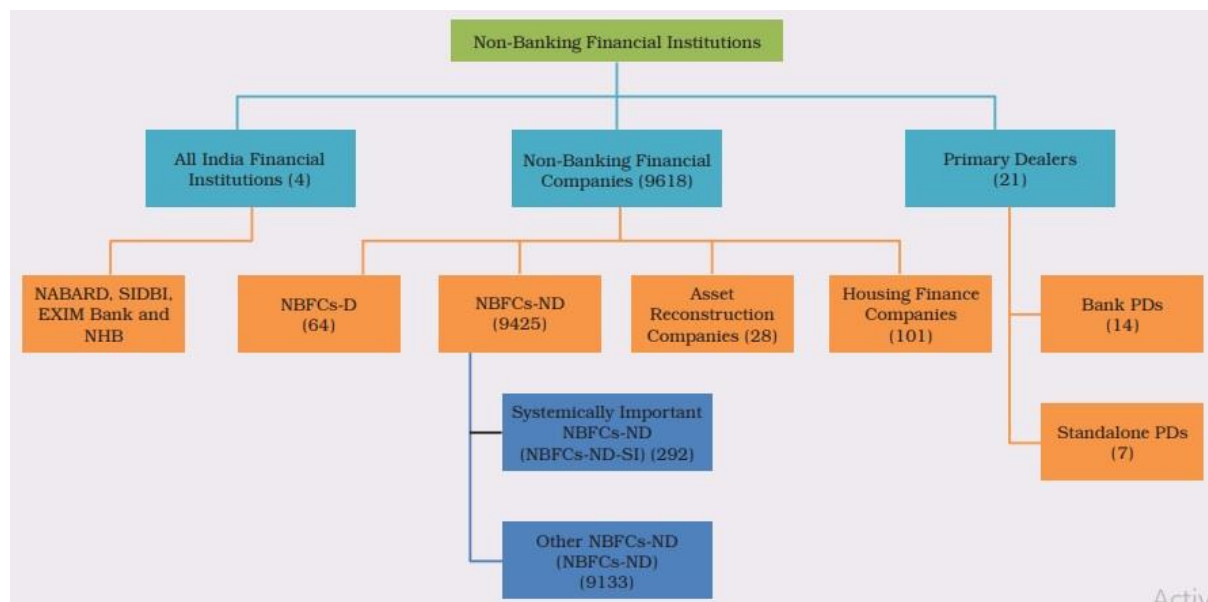 Non-Banking Financial Institutions
All India Financial
Institutions (4)
Non-Banking Financial
Companies (9618)
Primary Dealers
(21)
NABARD, SIDBI,
EXIM Bank and
NHB
NBFCs-D
(64)
NBFCs-ND
(9425)
Asset
Reconstruction
Companies (28)
Housing Finance
Companies
(101)
Bank PDs
(14)
Systemically Important
NBFCs-ND
(NBFCs-ND-SI) (292)
Standalone PDs
(7)
Other NBFCs-ND
(NBFCs-ND)
(9133)